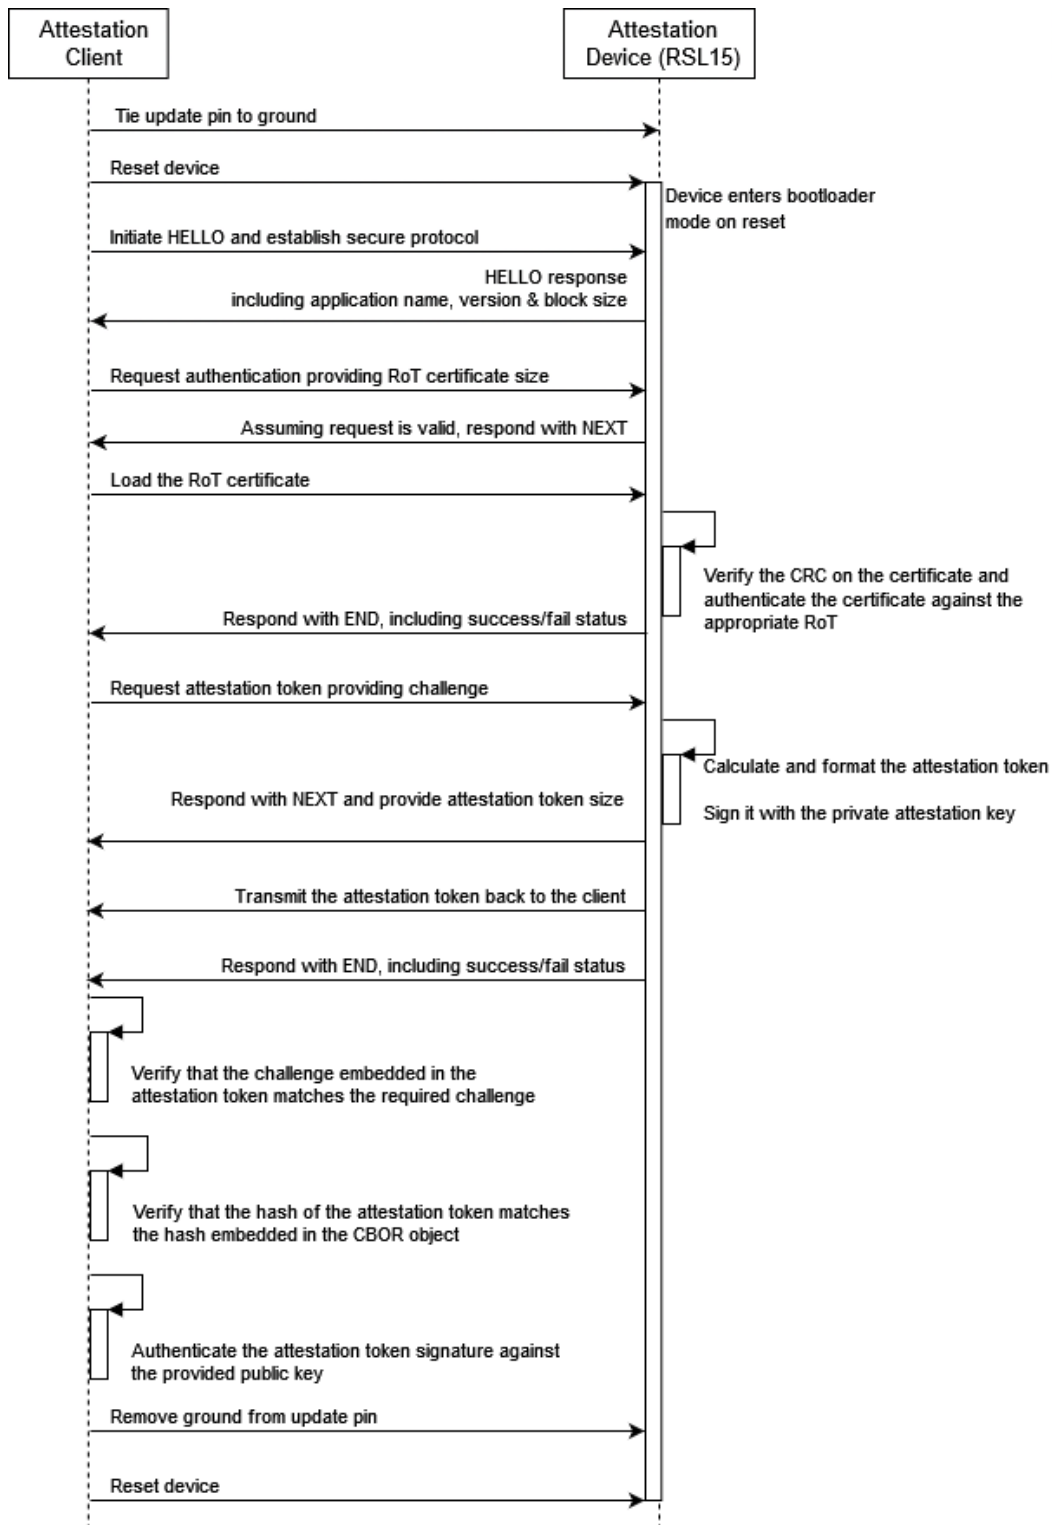 Attestation
Client
Attestation
Device (RSL15)
Tie update pin to ground
Reset device
Device enters bootloader
mode on reset
Initiate HELLO and establish secure protocol
HELLO response
including application name, version & block size
Request authentication providing RoT certificate size
Assuming request is valid, respond with NEXT
Load the RoT certificate
Verify the CRC on the certificate and
authenticate the certificate against the
appropriate RoT
Respond with END, including success/fail status
Request attestation token providing challenge
Calculate and format the attestation token
Sign it with the private attestation key
Respond with NEXT and provide attestation token size
Transmit the attestation token back to the client
Respond with END, including success/fail status
Verify that the challenge embedded in the
attestation token matches the required challenge
Verify that the hash of the attestation token matches
the hash embedded in the CBOR object
Authenticate the attestation token signature against
the provided public key
Remove ground from update pin
Reset device